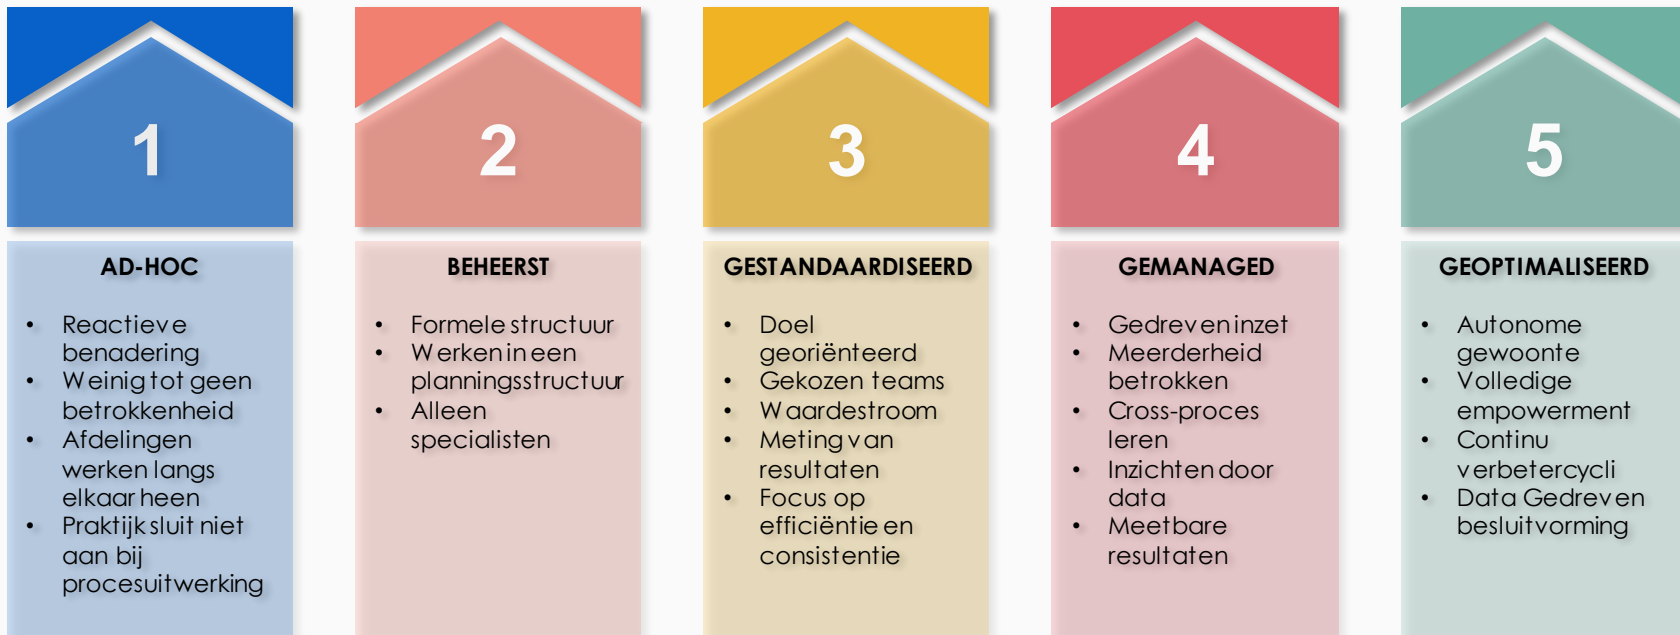 1
AD-HOC
• Reactieve
benadering
• Weinig tot geen
betrokkenheid
• Afdelingen
werken langs
elkaar heen
• Praktijk sluit niet
aan bij
procesuitwerking
2
BEHEERST
• Formele structuur
• Werken in een
planningsstructuur
• Alleen
specialisten
3
GESTANDAARDISEERD
• Doel
georiënteerd
• Gekozen teams
• Waardestroom
• Meting van
resultaten
• Focus op
efficiëntie en
consistentie
4
GEMANAGED
• Gedreven inzet
• Meerderheid
betrokken
• Cross-proces
leren
• Inzichten door
data
• Meetbare
resultaten
5
GEOPTIMALISEERD
• Autonome
gewoonte
• Volledige
empowerment
• Continu
verbetercycli
• Data Gedreven
besluitvorming